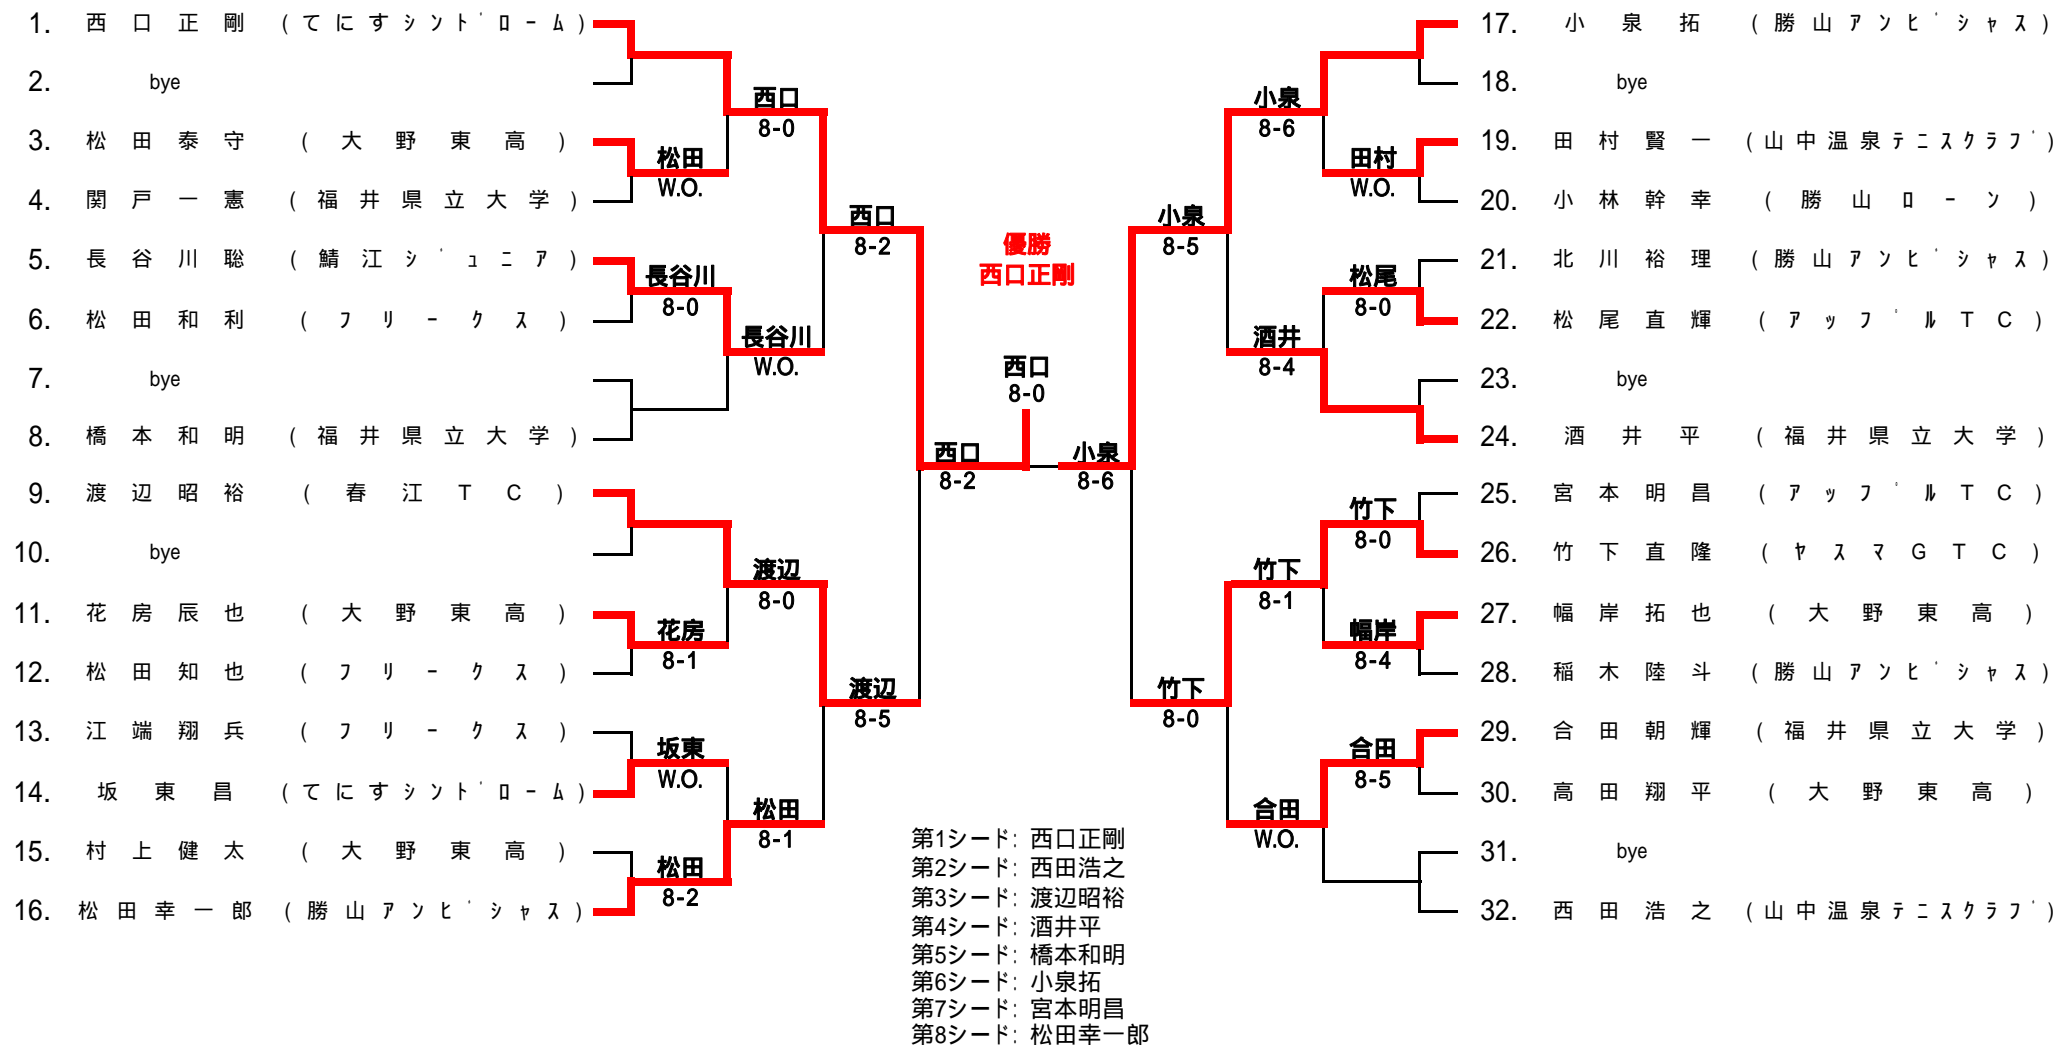 1. 西口正剛 (てにすシンドローム)
2. bye
3. 松田泰守 (大野東高)
4. 関戸一憲 (福井県立大学)
5. 長谷川聡 (鯖江ジュニア)
6. 松田和利 (フリークス)
7. bye
8. 橋本和明 (福井県立大学)
9. 渡辺昭裕 (春江TC)
10. bye
11. 花房辰也 (大野東高)
12. 松田知也 (フリークス)
13. 江端翔兵 (フリークス)
14. 坂東昌 (てにすシンドローム)
15. 村上健太 (大野東高)
16. 松田幸一郎 (勝山アンビシャス)
松田
W.O.
長谷川
8-0
花房
8-1
坂東
W.O.
松田
8-2
西口
8-0
長谷川
W.O.
渡辺
8-0
松田
8-1
西口
8-2
渡辺
8-5
西口
8-2
優勝
西口正剛
西口
8-0
小泉
8-6
小泉
8-5
竹下
8-0
小泉
8-6
酒井
8-4
竹下
8-1
合田
W.O.
田村
W.O.
松尾
8-0
竹下
8-0
幅岸
8-4
合田
8-5
17. 小泉拓 (勝山アンビシャス)
18. bye
19. 田村賢一 (山中温泉テニスクラブ)
20. 小林幹幸 (勝山ローン)
21. 北川裕理 (勝山アンビシャス)
22. 松尾直輝 (アップルTC)
23. bye
24. 酒井平 (福井県立大学)
25. 宮本明昌 (アップルTC)
26. 竹下直隆 (ヤスマGTC)
27. 幅岸拓也 (大野東高)
28. 稲木陸斗 (勝山アンビシャス)
29. 合田朝輝 (福井県立大学)
30. 高田翔平 (大野東高)
31. bye
32. 西田浩之 (山中温泉テニスクラブ)
第1シード: 西口正剛
第2シード: 西田浩之
第3シード: 渡辺昭裕
第4シード: 酒井平
第5シード: 橋本和明
第6シード: 小泉拓
第7シード: 宮本明昌
第8シード: 松田幸一郎